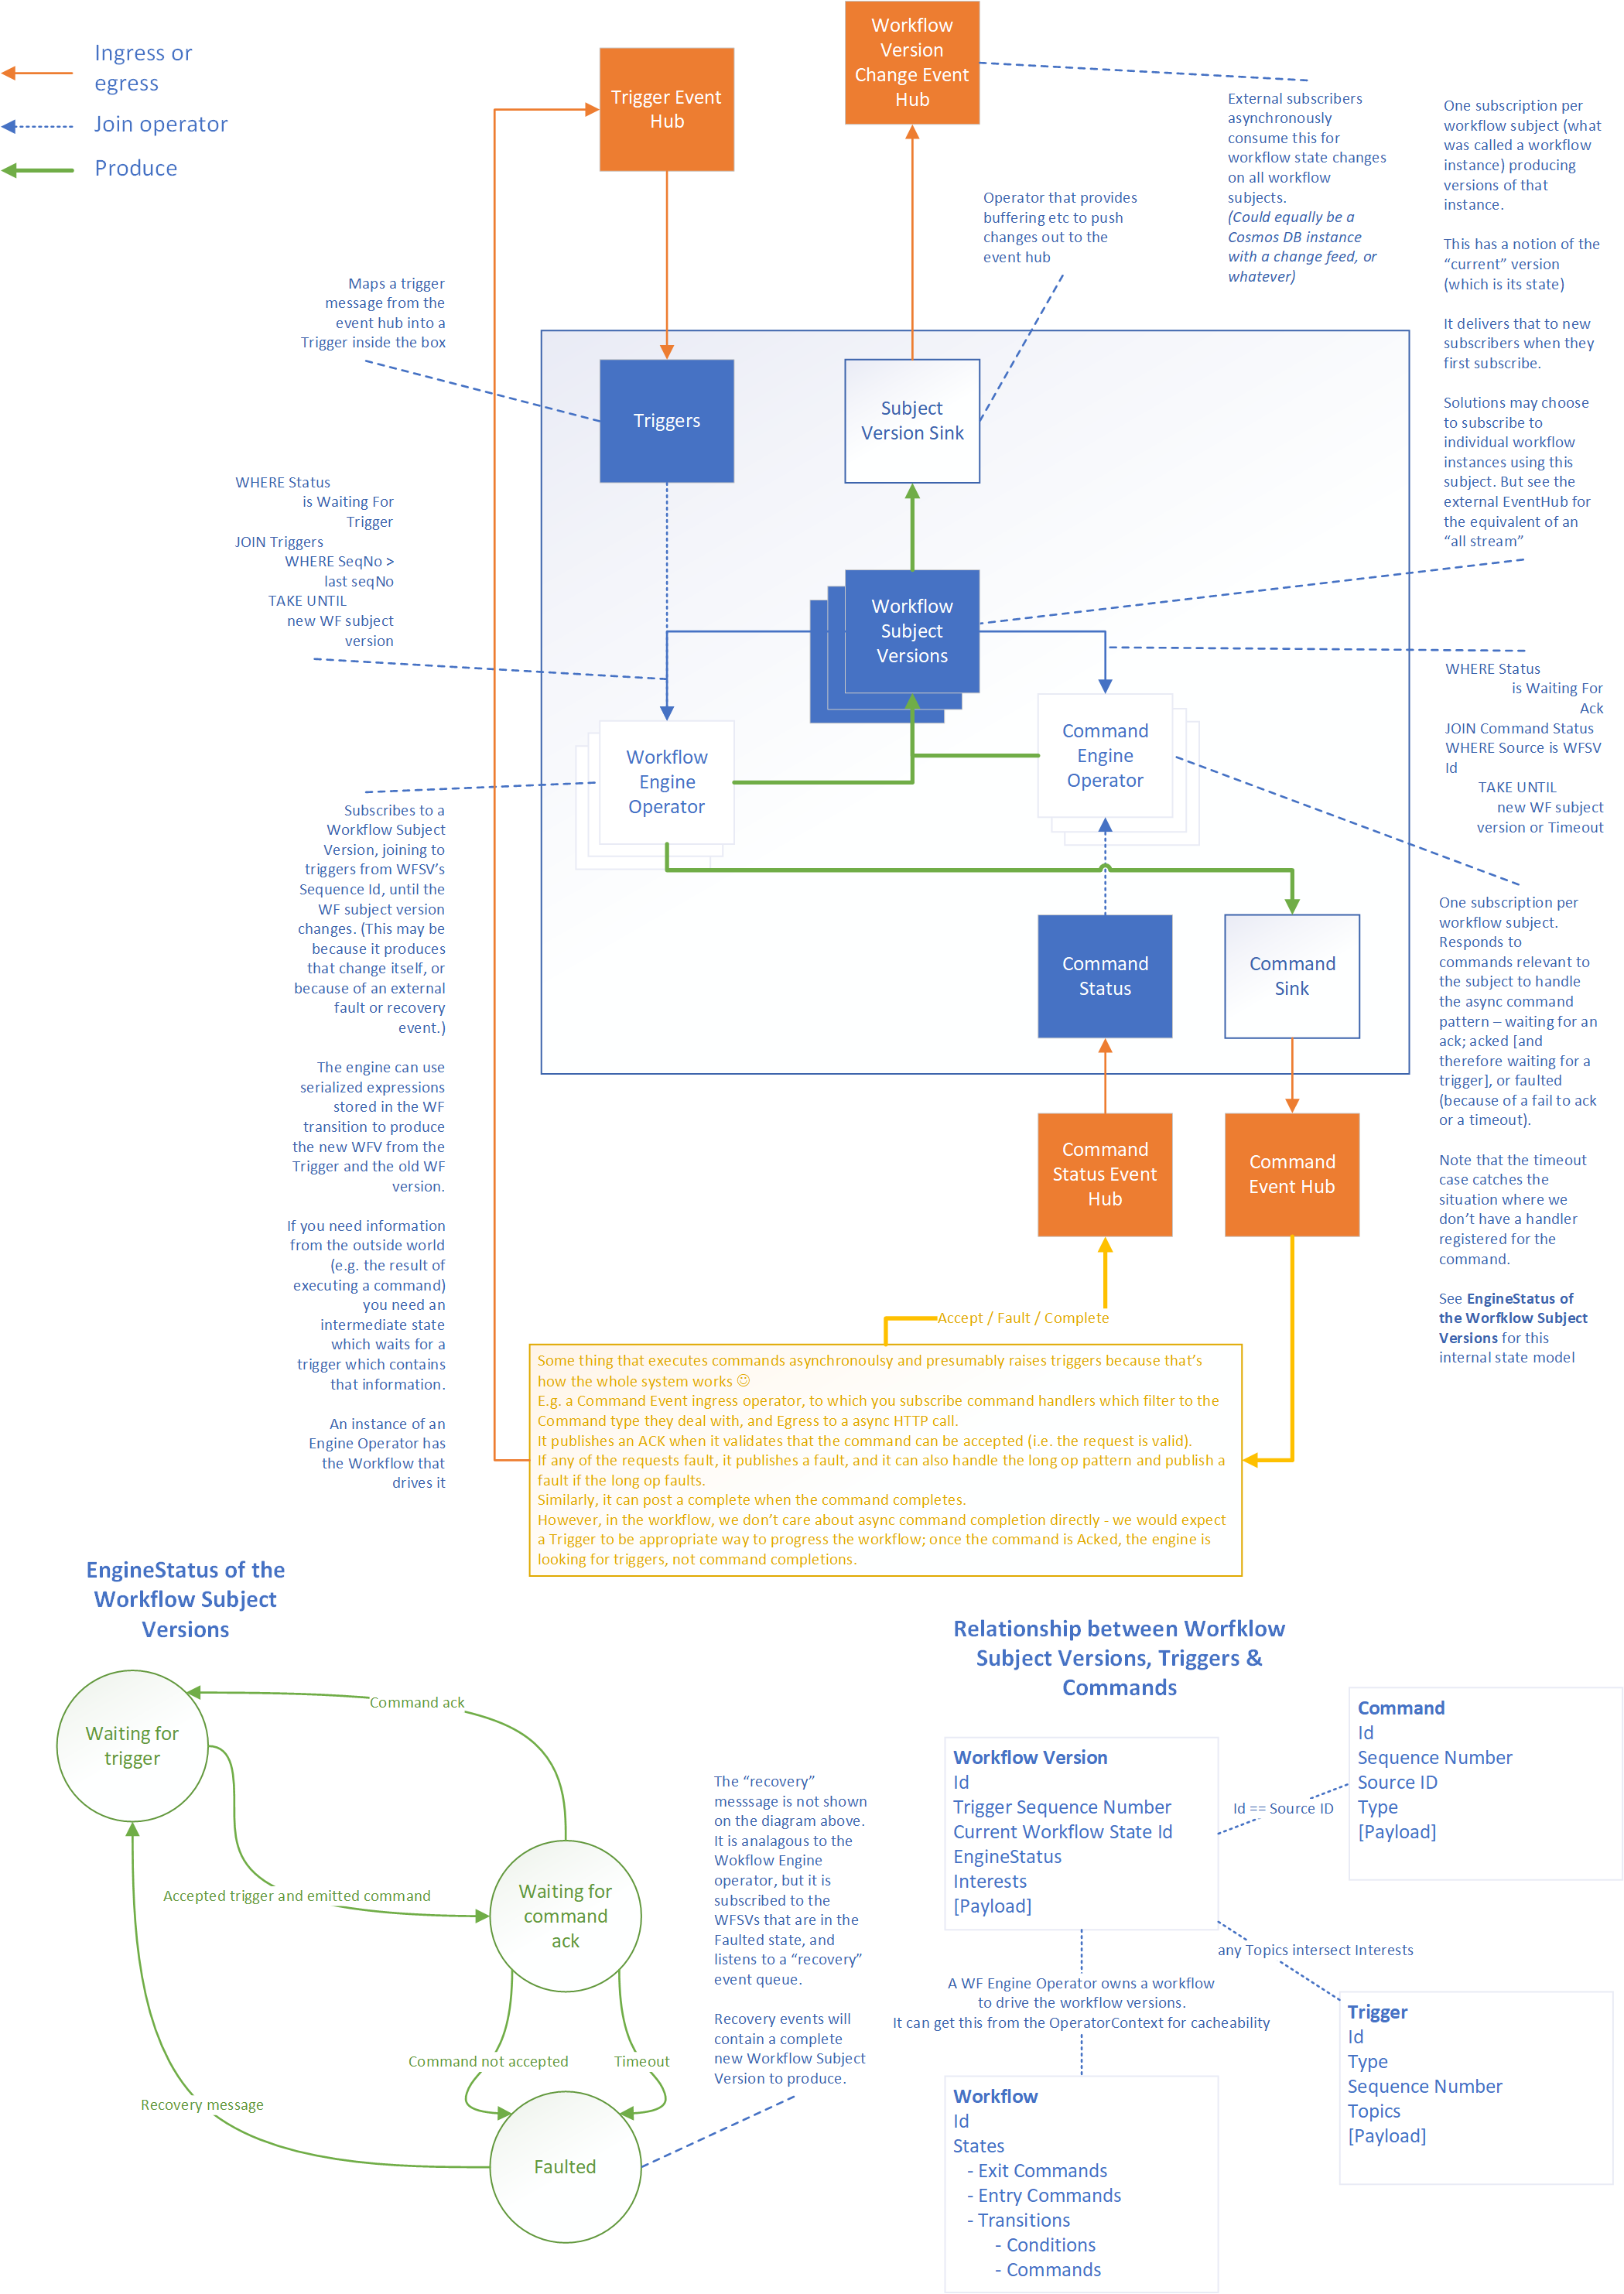 Ingress or
egress
Join operator
Produce
Trigger Event
Hub
Workflow
Version
Change Event
Hub
External subscribers
asynchronously
consume this for
workflow state changes
on all workflow
subjects.
(Could equally be a
Cosmos DB instance
with a change feed, or
whatever)
One subscription per
workflow subject (what
was called a workflow
instance) producing
versions of that
instance.
This has a notion of the
“current” version
(which is its state)
It delivers that to new
subscribers when they
first subscribe.
Solutions may choose
to subscribe to
individual workflow
instances using this
subject. But see the
external EventHub for
the equivalent of an
“all stream”
Operator that provides
buffering etc to push
changes out to the
event hub
Maps a trigger
message from the
event hub into a
Trigger inside the box
Triggers
Subject
Version Sink
WHERE Status
is Waiting For
Trigger
JOIN Triggers
WHERE SeqNo >
last seqNo
TAKE UNTIL
new WF subject
version
Workflow
Subject
Versions
WHERE Status
is Waiting For
Ack
JOIN Command Status
WHERE Source is WFSV
Id
TAKE UNTIL
new WF subject
version or Timeout
Workflow
Engine
Operator
Command
Engine
Operator
Subscribes to a
Workflow Subject
Version, joining to
triggers from WFSV’s
Sequence Id, until the
WF subject version
changes. (This may be
because it produces
that change itself, or
because of an external
fault or recovery
event.)
The engine can use
serialized expressions
stored in the WF
transition to produce
the new WFV from the
Trigger and the old WF
version.
If you need information
from the outside world
(e.g. the result of
executing a command)
you need an
intermediate state
which waits for a
trigger which contains
that information.
An instance of an
Engine Operator has
the Workflow that
drives it
Command
Status
Command
Sink
One subscription per
workflow subject.
Responds to
commands relevant to
the subject to handle
the async command
pattern – waiting for an
ack; acked [and
therefore waiting for a
trigger], or faulted
(because of a fail to ack
or a timeout).
Note that the timeout
case catches the
situation where we
don’t have a handler
registered for the
command.
See EngineStatus of
the Worfklow Subject
Versions for this
internal state model
Command
Status Event
Hub
Command
Event Hub
Accept / Fault / Complete
Some thing that executes commands asynchronoulsy and presumably raises triggers because that’s
how the whole system works ☺
E.g. a Command Event ingress operator, to which you subscribe command handlers which filter to the
Command type they deal with, and Egress to a async HTTP call.
It publishes an ACK when it validates that the command can be accepted (i.e. the request is valid).
If any of the requests fault, it publishes a fault, and it can also handle the long op pattern and publish a
fault if the long op faults.
Similarly, it can post a complete when the command completes.
However, in the workflow, we don’t care about async command completion directly - we would expect
a Trigger to be appropriate way to progress the workflow; once the command is Acked, the engine is
looking for triggers, not command completions.
EngineStatus of the
Workflow Subject
Versions
Waiting for
trigger
Command ack
Accepted trigger and emitted command
Waiting for
command
ack
Command not accepted
Timeout
Recovery message
Faulted
The “recovery”
messsage is not shown
on the diagram above.
It is analagous to the
Wokflow Engine
operator, but it is
subscribed to the
WFSVs that are in the
Faulted state, and
listens to a “recovery”
event queue.
Recovery events will
contain a complete
new Workflow Subject
Version to produce.
Relationship between Worfklow
Subject Versions, Triggers &
Commands
Workflow Version
Id
Trigger Sequence Number
Current Workflow State Id
EngineStatus
Interests
[Payload]
Id == Source ID
Command
Id
Sequence Number
Source ID
Type
[Payload]
any Topics intersect Interests
A WF Engine Operator owns a workflow
to drive the workflow versions.
It can get this from the OperatorContext for cacheability
Trigger
Id
Type
Sequence Number
Topics
[Payload]
Workflow
Id
States
- Exit Commands
- Entry Commands
- Transitions
- Conditions
- Commands